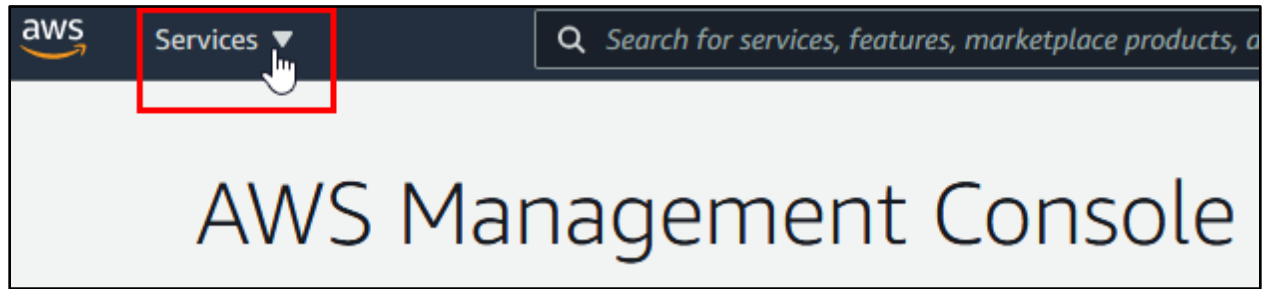 aws
Services
Search for services, features, marketplace products, a
AWS Management Console